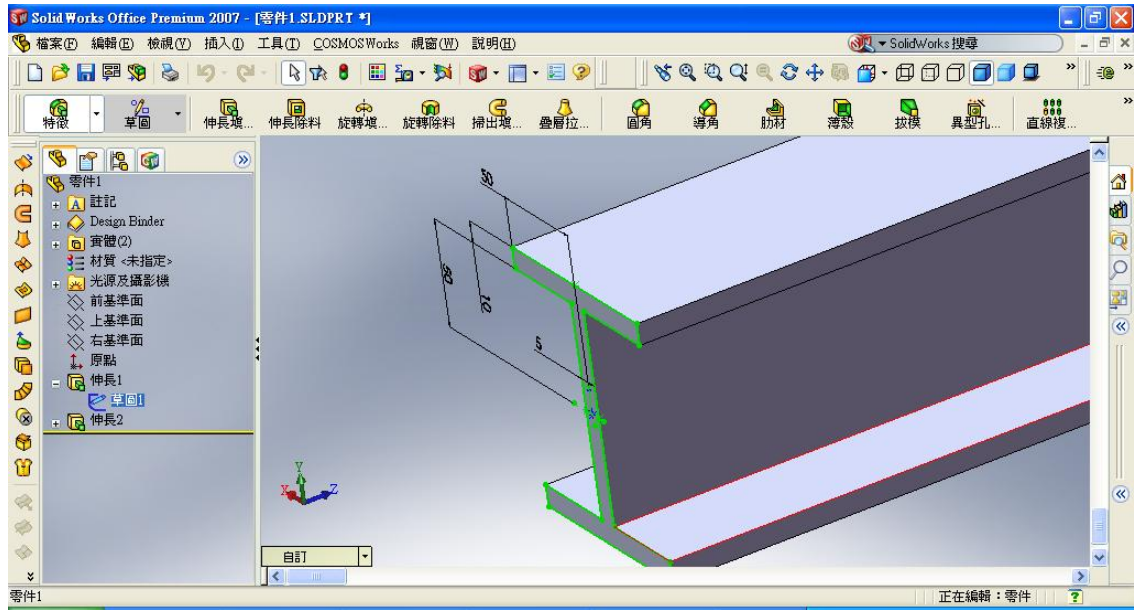 SolidWorks Office Premium 2007 - [零件1.SLDPRT *]
檔案(F) 編輯(E) 檢視(V) 插入(I) 工具(T) COSMOSWorks 視窗(W) 說明(H) SolidWorks 搜尋
特徵 草圖 伸長填... 伸長除料 旋轉填... 旋轉除料 掃出填... 疊層拉... 圓角 導角 肋材 薄殼 拔模 異型孔... 直線複...
零件1
註記
Design Binder
實體(2)
材質 <未指定>
光源及攝影機
前基準面
上基準面
右基準面
原點
伸長1
草圖1
伸長2
50
10
5
Y
X
Z
自訂
零件1 正在編輯：零件